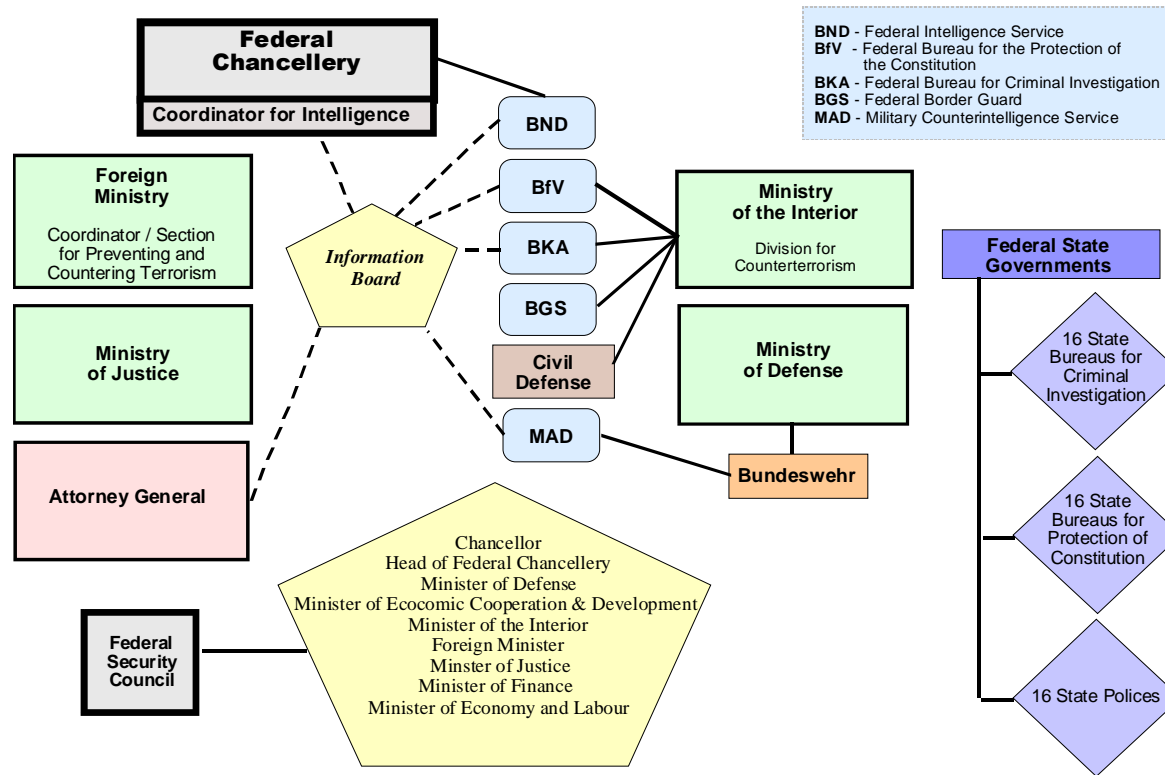 Federal
Chancellery
Coordinator for Intelligence
BND - Federal Intelligence Service
BfV - Federal Bureau for the Protection of
the Constitution
BKA - Federal Bureau for Criminal Investigation
BGS - Federal Border Guard
MAD - Military Counterintelligence Service
Foreign
Ministry
Coordinator / Section
for Preventing and
Countering Terrorism
Ministry
of Justice
Attorney General
Information
Board
BND
BfV
BKA
BGS
Civil
Defense
MAD
Ministry
of the Interior
Division for
Counterterrorism
Ministry
of Defense
Bundeswehr
Federal State
Governments
16 State
Bureaus for
Criminal
Investigation
16 State
Bureaus for
Protection of
Constitution
16 State Polices
Federal
Security
Council
Chancellor
Head of Federal Chancellery
Minister of Defense
Minister of Ecocomic Cooperation & Development
Minister of the Interior
Foreign Minister
Minster of Justice
Minister of Finance
Minister of Economy and Labour